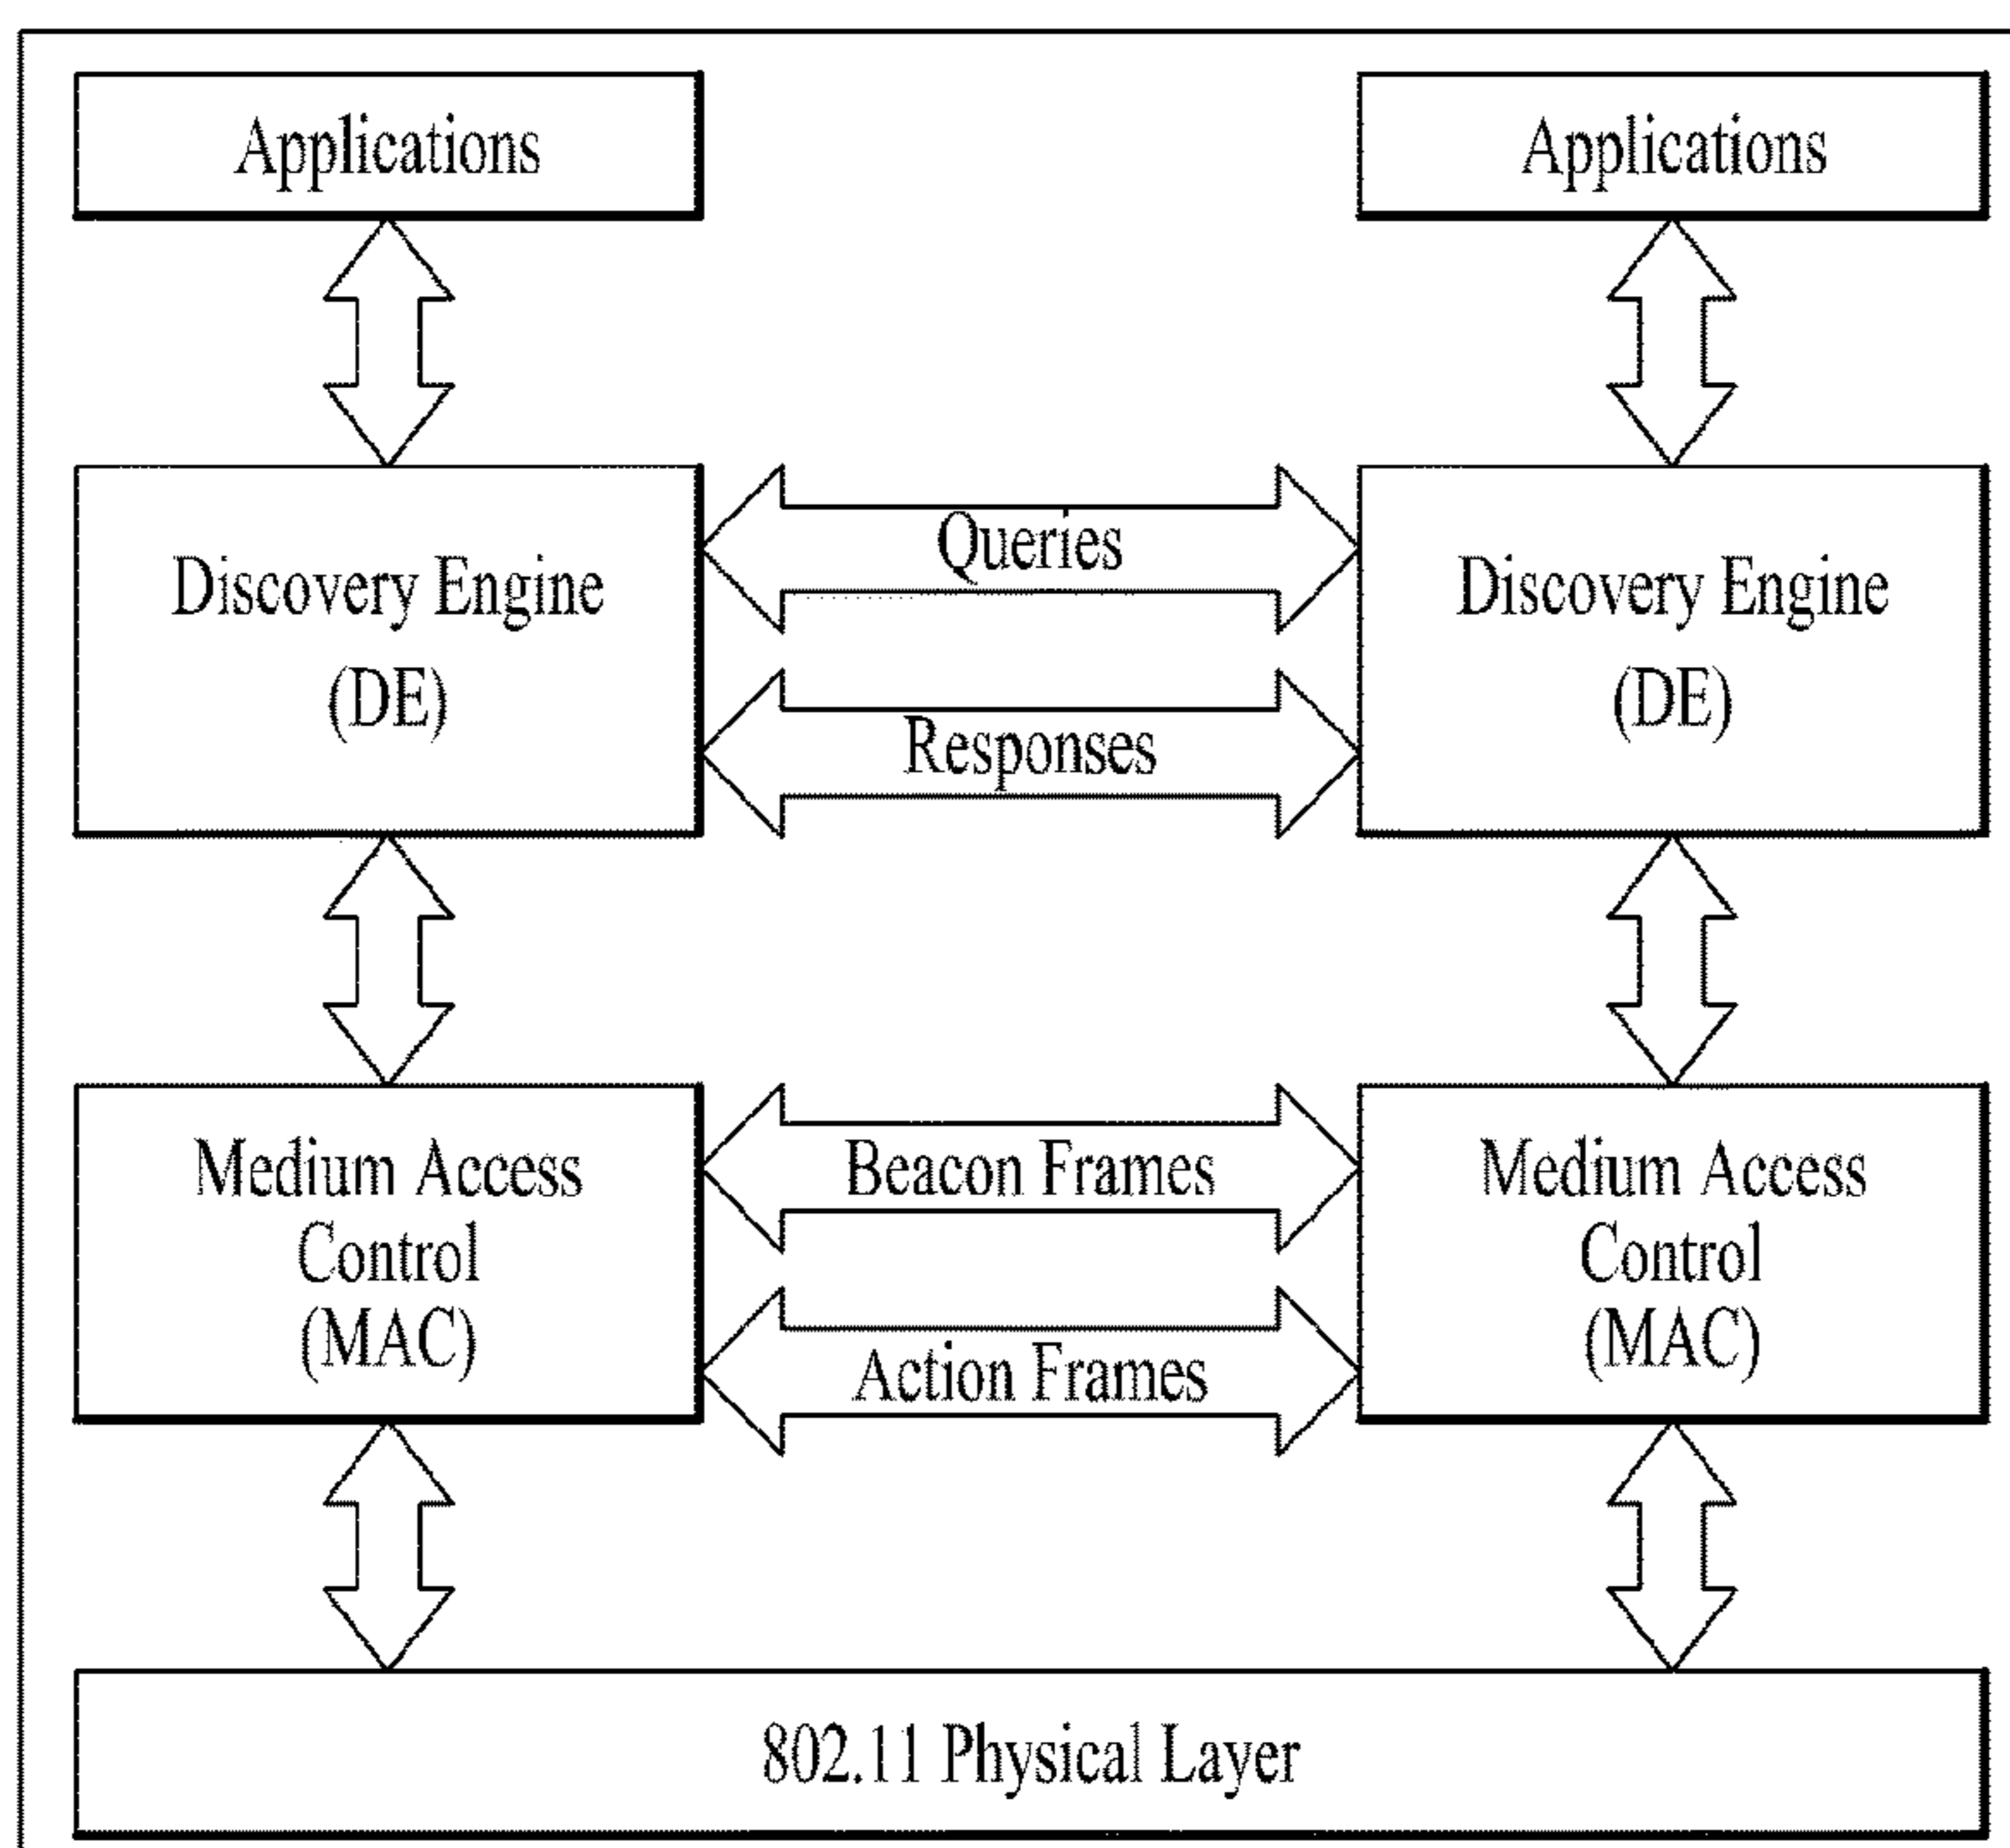 Applications
Applications
Discovery Engine
(DE)
Queries
Responses
Discovery Engine
(DE)
Medium Access
Control
(MAC)
Beacon Frames
Action Frames
Medium Access
Control
(MAC)
802.11 Physical Layer